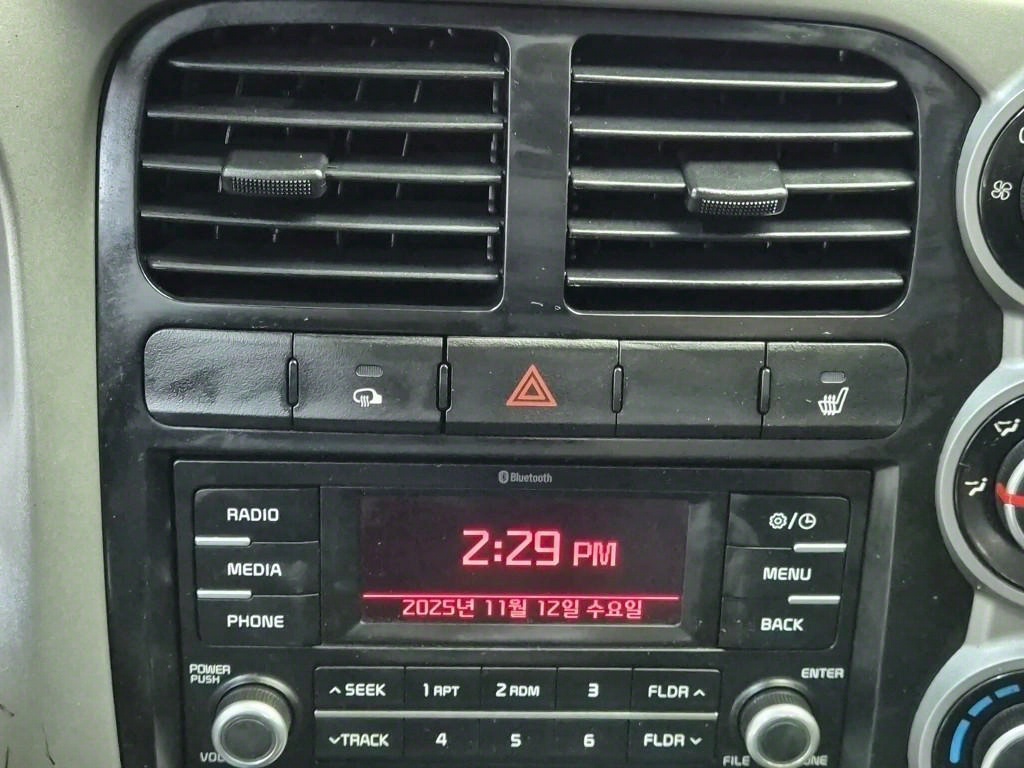 Bluetooth
RADIO
MEDIA
PHONE
2:29 PM
2025년 11월 12일 수요일
MENU
BACK
POWER
PUSH
ENTER
∧ SEEK
1 RPT
2 RDM
3
FLDR ∧
∨TRACK
4
5
6
FLDR ∨
FILE